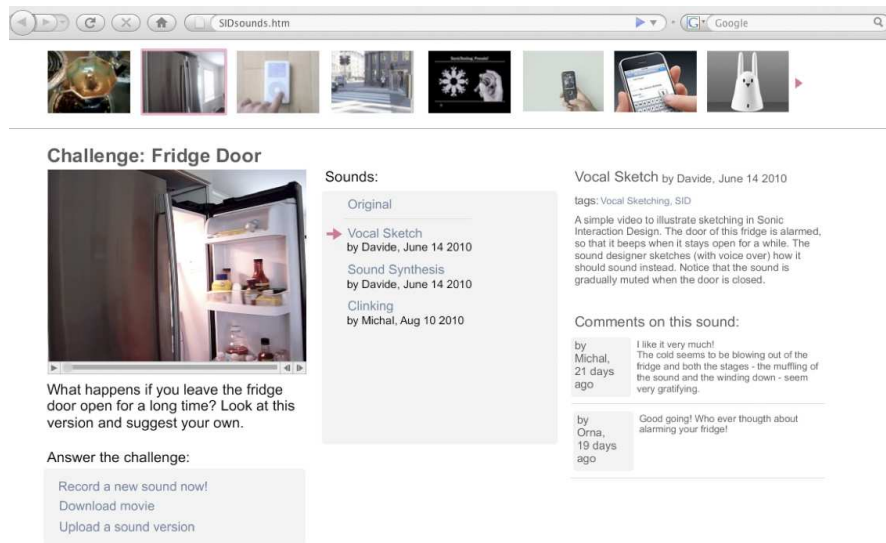 SIDsounds.htm
Google
Challenge: Fridge Door
What happens if you leave the fridge
door open for a long time? Look at this
version and suggest your own.
Answer the challenge:
Record a new sound now!
Download movie
Upload a sound version
Sounds:
Original
Vocal Sketch
by Davide, June 14 2010
Sound Synthesis
by Davide, June 14 2010
Clinking
by Michal, Aug 10 2010
Vocal Sketch by Davide, June 14 2010
tags: Vocal Sketching, SID
A simple video to illustrate sketching in Sonic
Interaction Design. The door of this fridge is alarmed,
so that it beeps when it stays open for a while. The
sound designer sketches (with voice over) how it
should sound instead. Notice that the sound is
gradually muted when the door is closed.
Comments on this sound:
by
Michal,
21 days
ago
I like it very much!
The cold seems to be blowing out of the
fridge and both the stages - the muffling of
the sound and the winding down - seem
very gratifying.
by
Orna,
19 days
ago
Good going! Who ever thougth about
alarming your fridge!